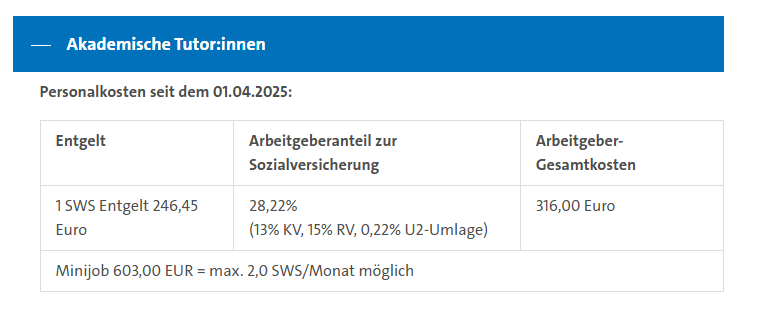 Akademische Tutor:innen
Personalkosten seit dem 01.04.2025:
Entgelt
Arbeitgeberanteil zur
Sozialversicherung
Arbeitgeber-
Gesamtkosten
1 SWS Entgelt 246,45
Euro
28,22%
(13% KV, 15% RV, 0,22% U2-Umlage)
316,00 Euro
Minijob 603,00 EUR = max. 2,0 SWS/Monat möglich